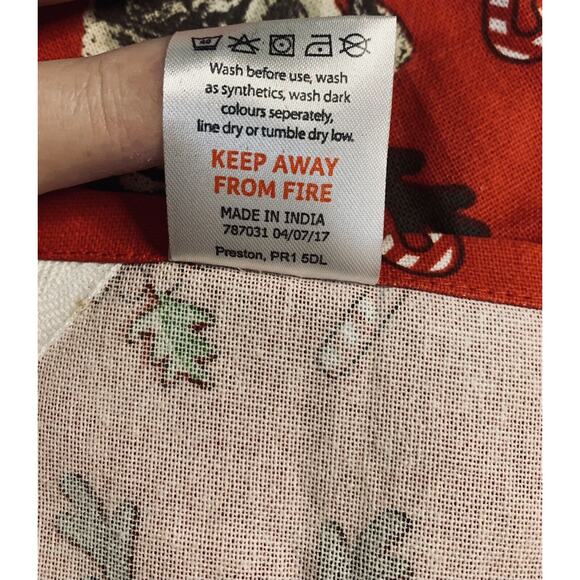 40
Wash before use, wash
as synthetics, wash dark
colours seperately,
line dry or tumble dry low.
KEEP AWAY
FROM FIRE
MADE IN INDIA
787031 04/07/17
Preston, PR1 5DL